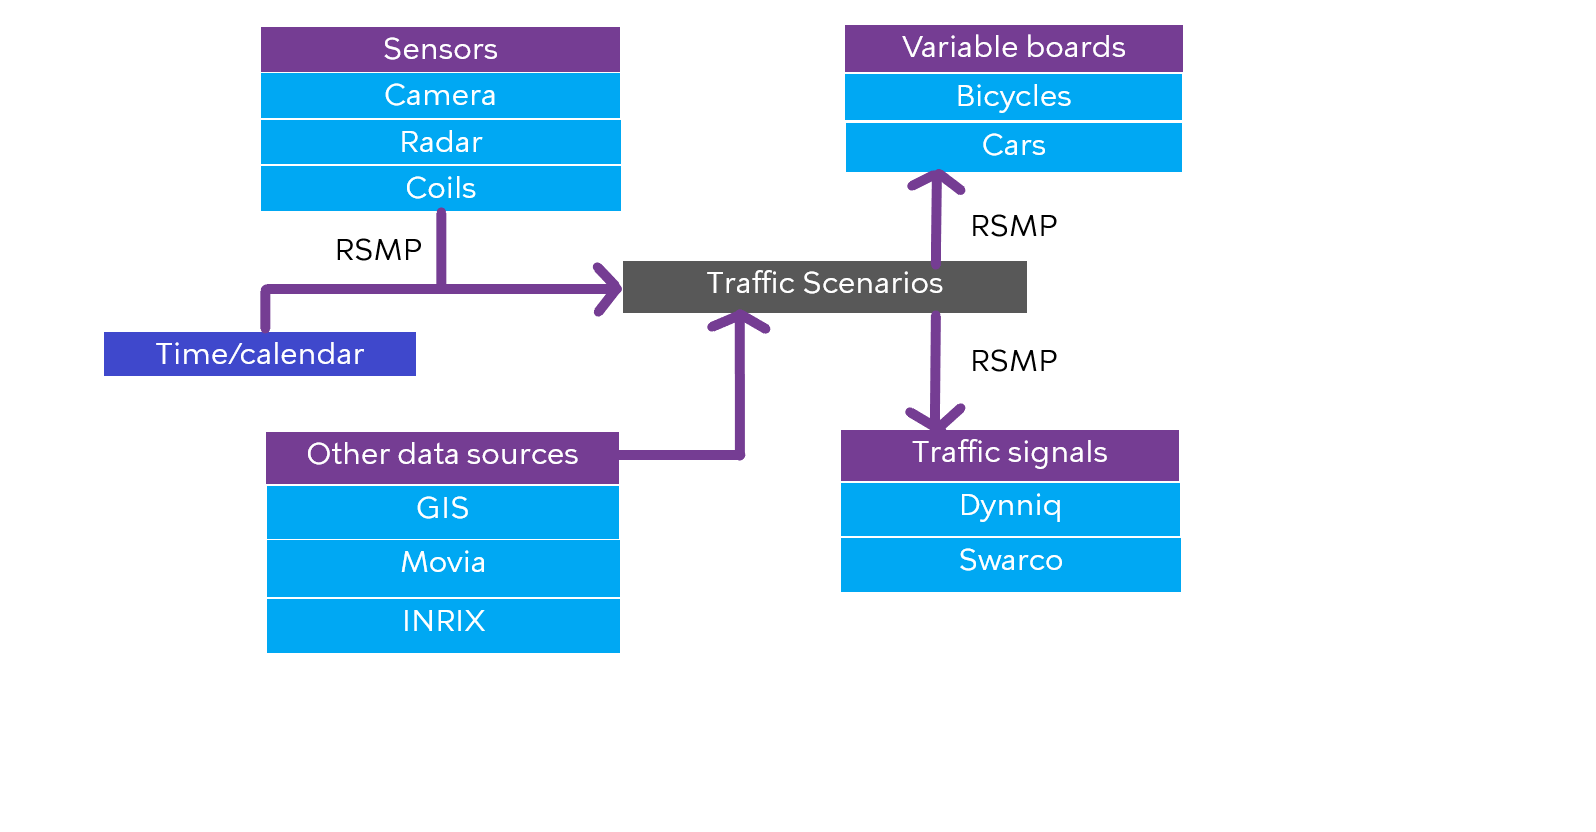 Sensors
Camera
Radar
Coils
RSMP
Time/calendar
Other data sources
GIS
Movia
INRIX
Traffic Scenarios
Variable boards
Bicycles
Cars
RSMP
RSMP
Traffic signals
Dynniq
Swarco